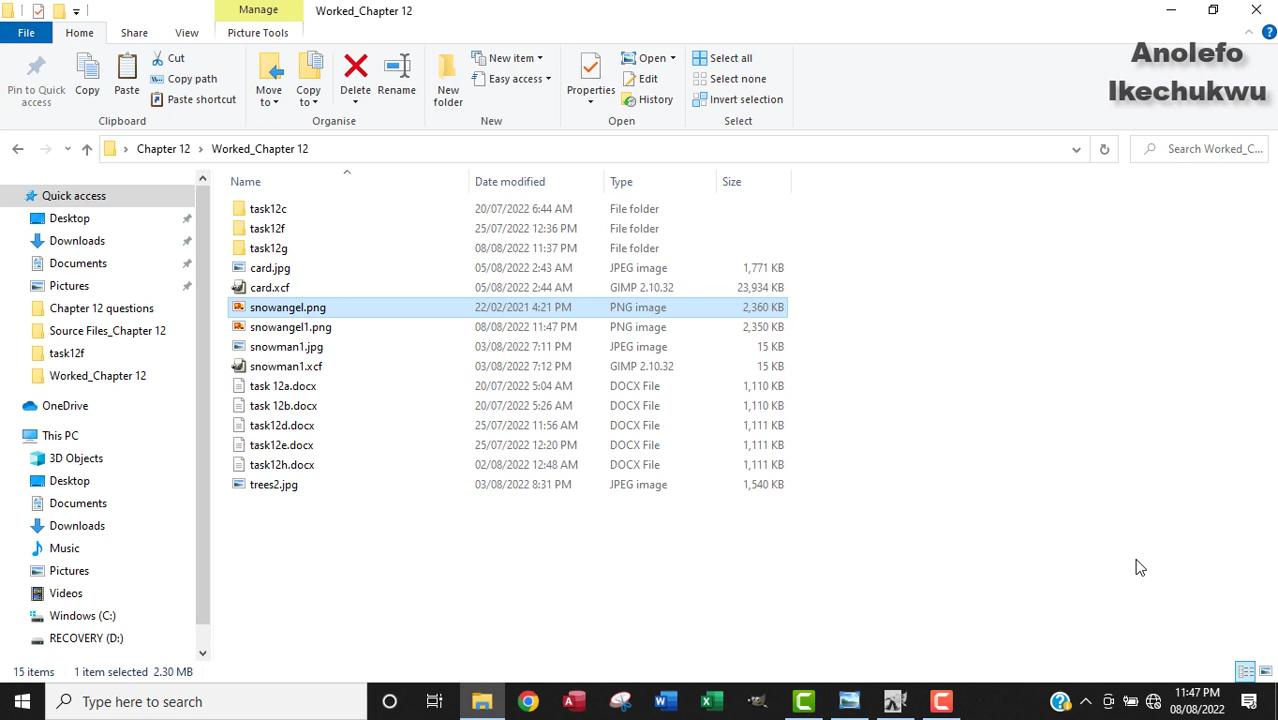 Manage
Worked_Chapter 12
File
Home
Share
View
Picture Tools
Anolefo
Ikechukwu
Pin to Quick
access
Copy
Paste
Cut
Copy path
Paste shortcut
Clipboard
Move
to
Copy
to
Delete
Rename
Organise
New
folder
New item
Easy access
New
Properties
Open
Edit
History
Open
Select all
Select none
Invert selection
Select
Chapter 12 Worked_Chapter 12
Search Worked_C...
Name Date modified Type Size
Quick access
Desktop
Downloads
Documents
Pictures
Chapter 12 questions
Source Files_Chapter 12
task12f
Worked_Chapter 12
OneDrive
This PC
3D Objects
Desktop
Documents
Downloads
Music
Pictures
Videos
Windows (C:)
RECOVERY (D:)
task12c 20/07/2022 6:44 AM File folder
task12f 25/07/2022 12:36 PM File folder
task12g 08/08/2022 11:37 PM File folder
card.jpg 05/08/2022 2:43 AM JPEG image 1,771 KB
card.xcf 05/08/2022 2:44 AM GIMP 2.10.32 23,934 KB
snowangel.png 22/02/2021 4:21 PM PNG image 2,360 KB
snowangel1.png 08/08/2022 11:47 PM PNG image 2,350 KB
snowman1.jpg 03/08/2022 7:11 PM JPEG image 15 KB
snowman1.xcf 03/08/2022 7:12 PM GIMP 2.10.32 15 KB
task 12a.docx 20/07/2022 5:04 AM DOCX File 1,110 KB
task 12b.docx 20/07/2022 5:26 AM DOCX File 1,110 KB
task12d.docx 25/07/2022 11:56 AM DOCX File 1,111 KB
task12e.docx 25/07/2022 12:20 PM DOCX File 1,111 KB
task12h.docx 02/08/2022 12:48 AM DOCX File 1,111 KB
trees2.jpg 03/08/2022 8:31 PM JPEG image 1,540 KB
15 items 1 item selected 2.30 MB
Type here to search
11:47 PM
08/08/2022